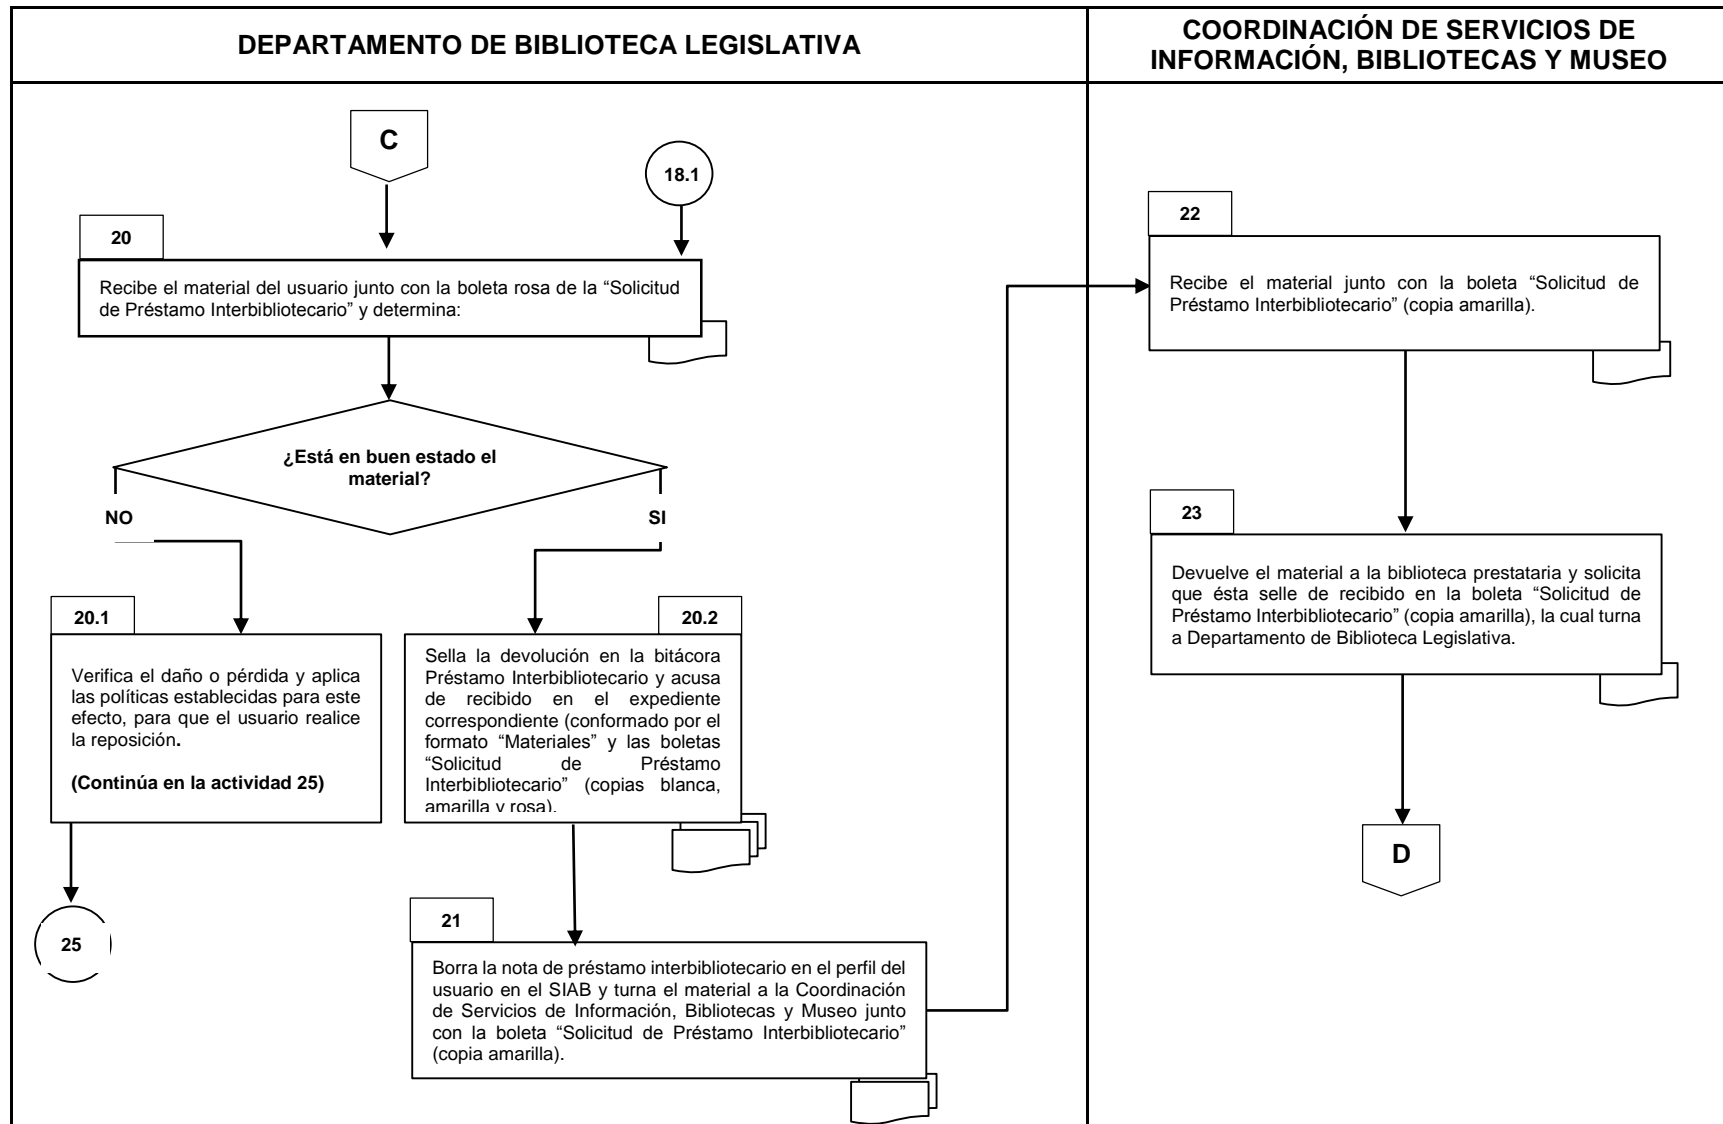 DEPARTAMENTO DE BIBLIOTECA LEGISLATIVA
COORDINACIÓN DE SERVICIOS DE
INFORMACIÓN, BIBLIOTECAS Y MUSEO
C
18.1
20
Recibe el material del usuario junto con la boleta rosa de la “Solicitud
de Préstamo Interbibliotecario” y determina:
¿Está en buen estado el
material?
NO
SI
20.1
Verifica el daño o pérdida y aplica
las políticas establecidas para este
efecto, para que el usuario realice
la reposición.
(Continúa en la actividad 25)
25
20.2
Sella la devolución en la bitácora
Préstamo Interbibliotecario y acusa
de recibido en el expediente
correspondiente (conformado por el
formato “Materiales” y las boletas
“Solicitud de Préstamo
Interbibliotecario” (copias blanca,
amarilla y rosa).
21
Borra la nota de préstamo interbibliotecario en el perfil del
usuario en el SIAB y turna el material a la Coordinación
de Servicios de Información, Bibliotecas y Museo junto
con la boleta “Solicitud de Préstamo Interbibliotecario”
(copia amarilla).
22
Recibe el material junto con la boleta “Solicitud de
Préstamo Interbibliotecario” (copia amarilla).
23
Devuelve el material a la biblioteca prestataria y solicita
que ésta selle de recibido en la boleta “Solicitud de
Préstamo Interbibliotecario” (copia amarilla), la cual turna
a Departamento de Biblioteca Legislativa.
D